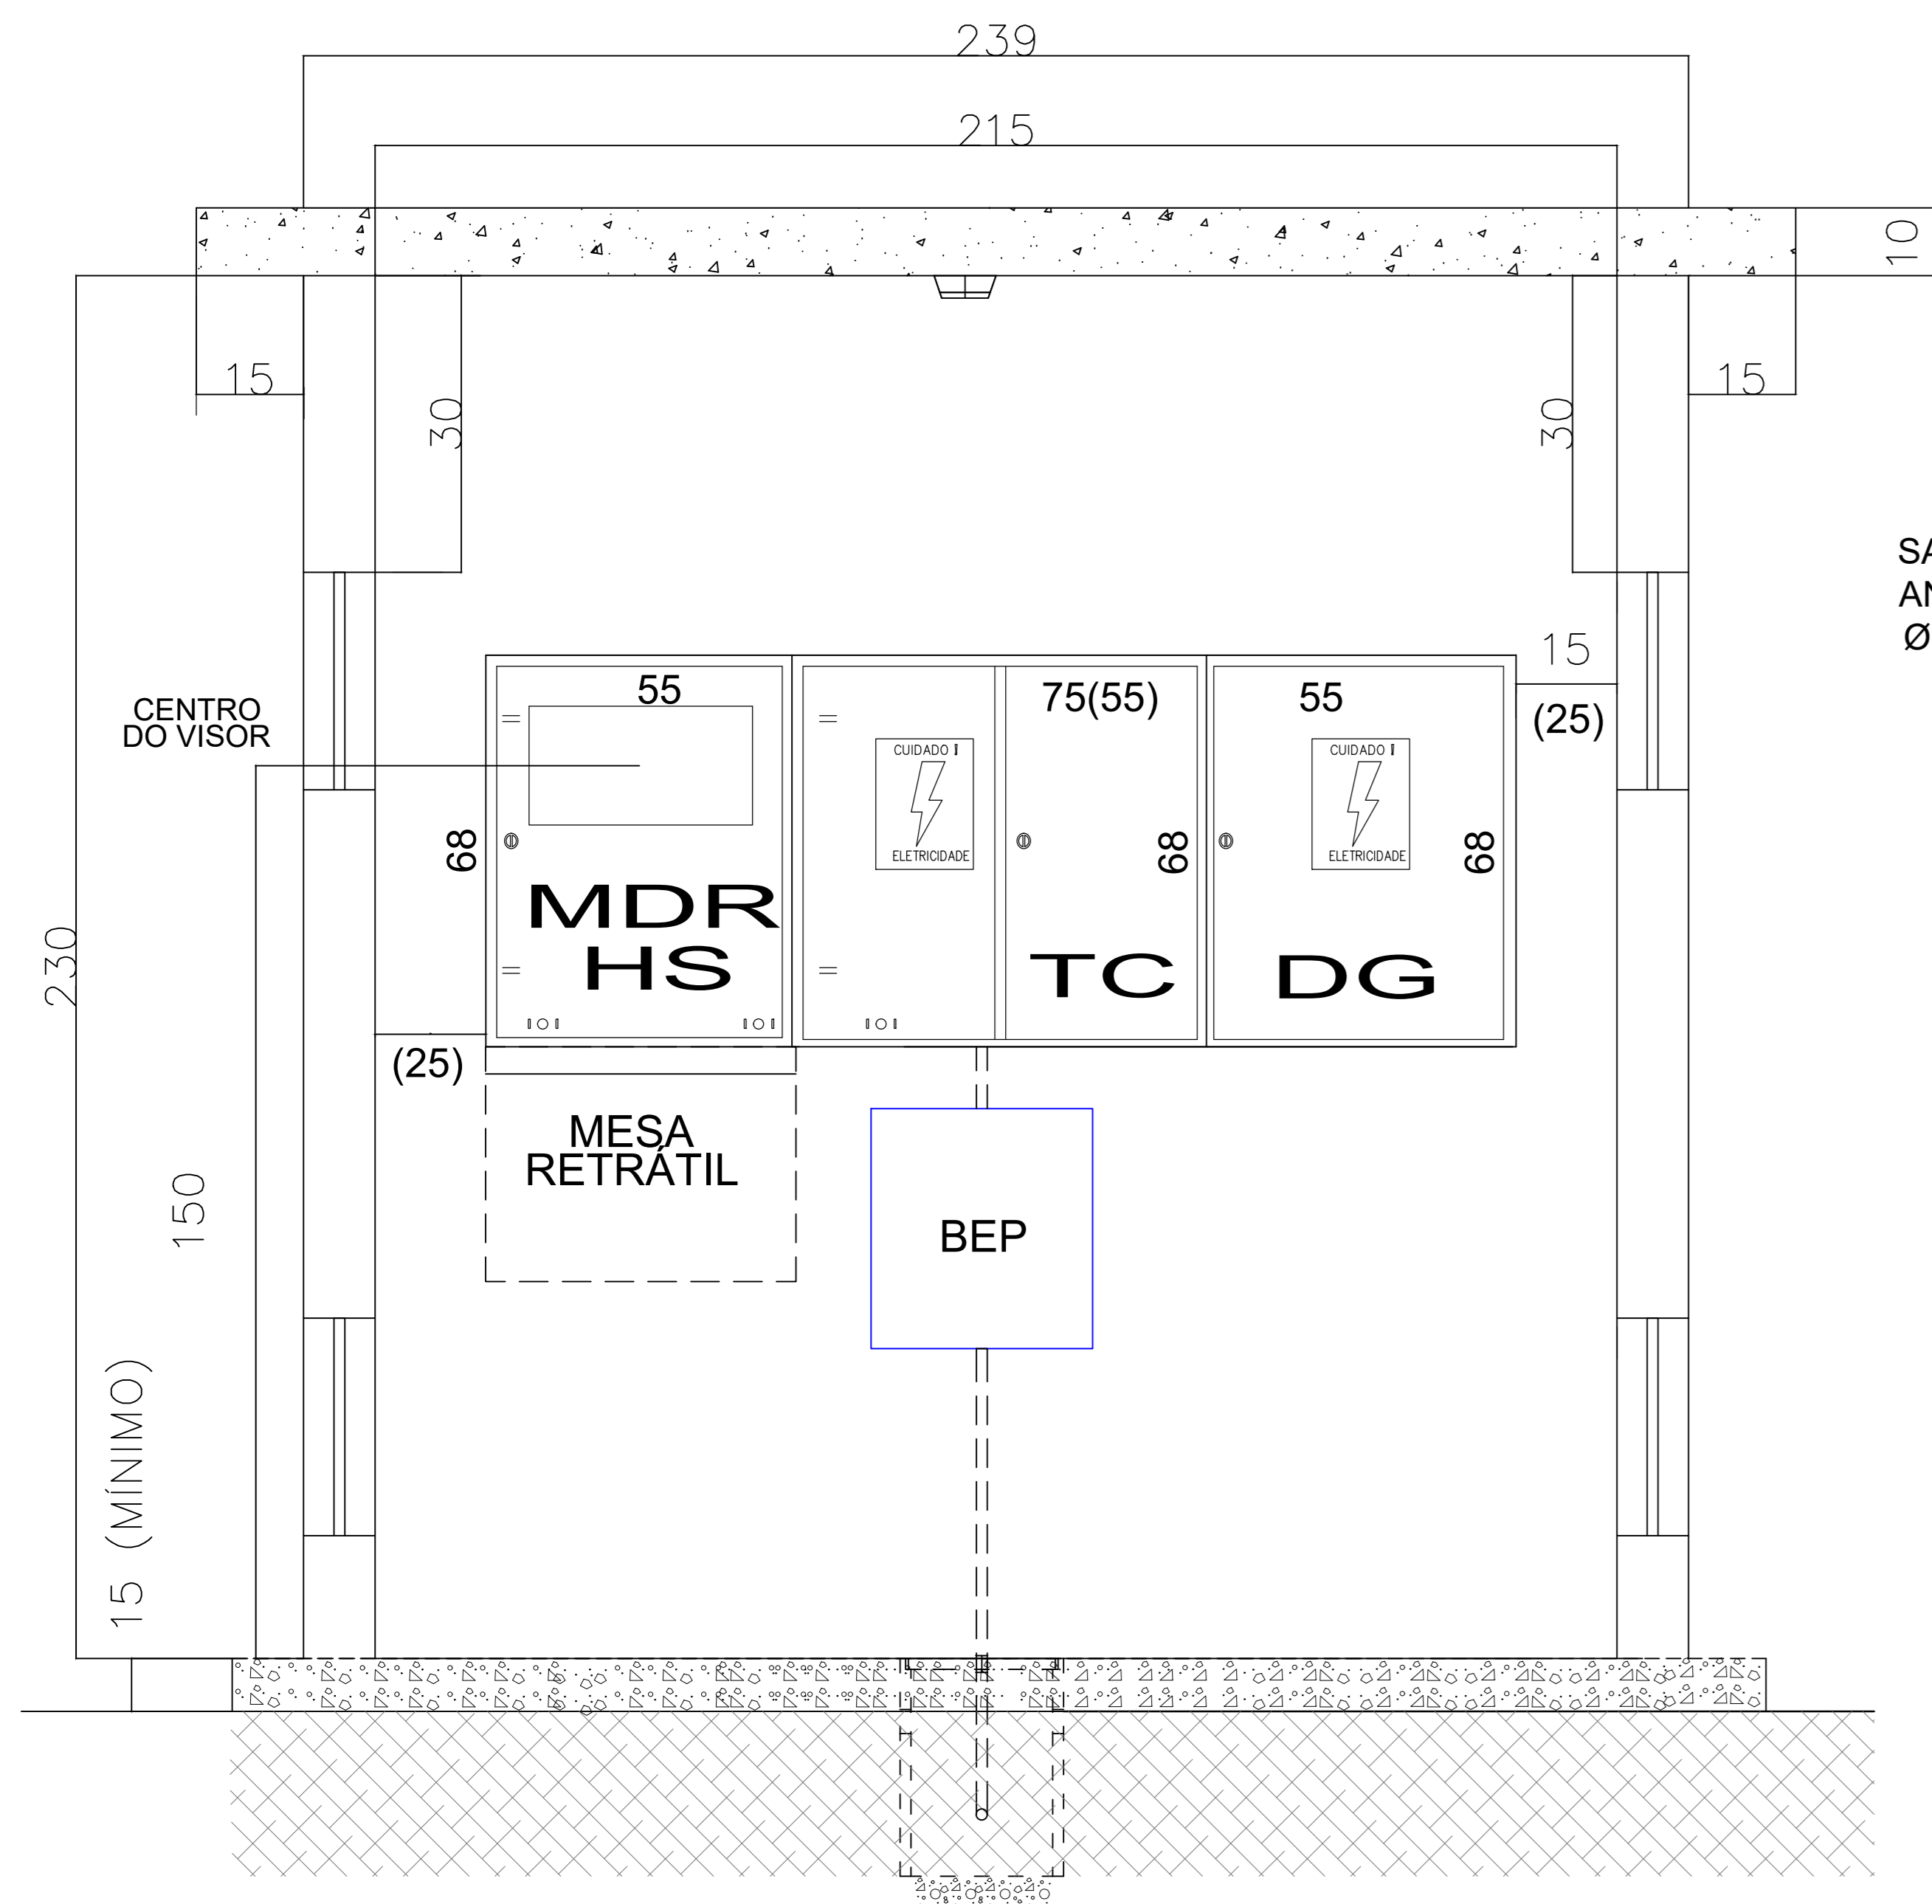 239
215
10
15
30
30
15
SA
AN
Ø
15
(25)
CENTRO
DO VISOR
55
75(55)
55
CUIDADO !
ELETRICIDADE
CUIDADO !
ELETRICIDADE
68
68
68
MDR
HS
TC
DG
230
(25)
MESA
RETRÁTIL
150
BEP
15 (MÍNIMO)